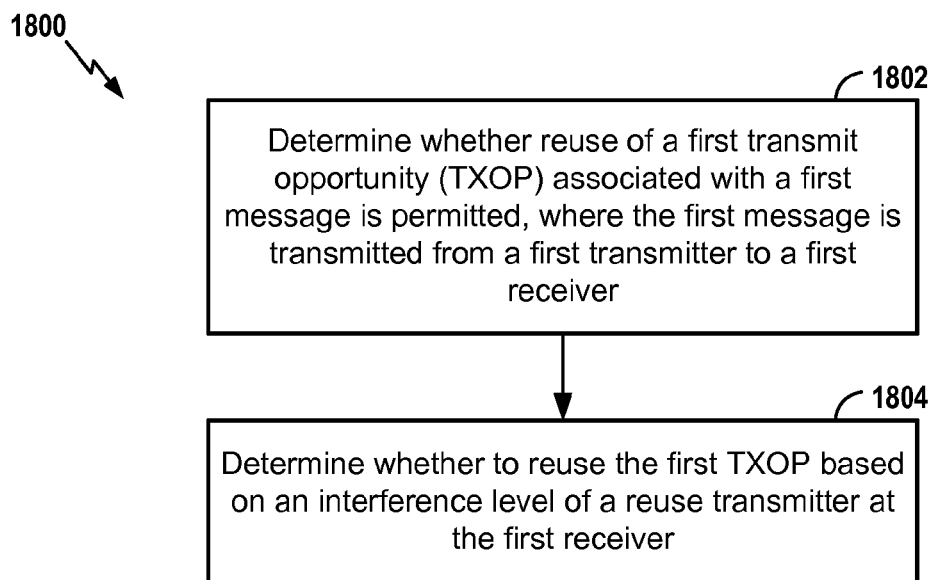 1800
1802
Determine whether reuse of a first transmit
opportunity (TXOP) associated with a first
message is permitted, where the first message is
transmitted from a first transmitter to a first
receiver
1804
Determine whether to reuse the first TXOP based
on an interference level of a reuse transmitter at
the first receiver